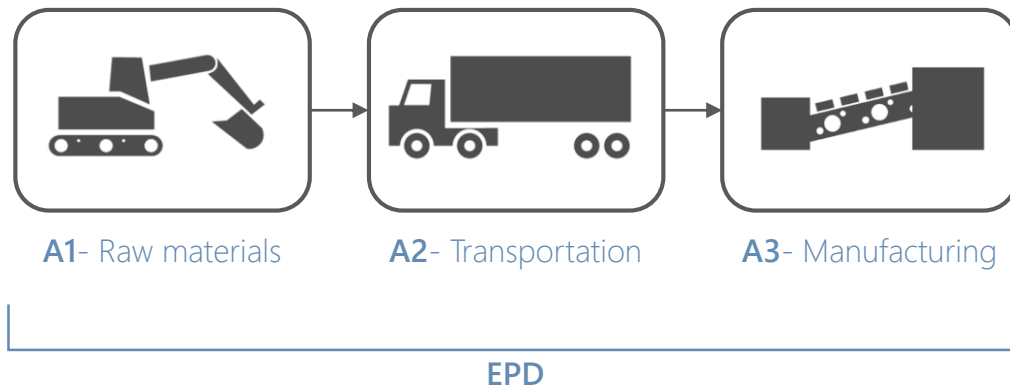 A1- Raw materials
A2- Transportation
A3- Manufacturing
EPD